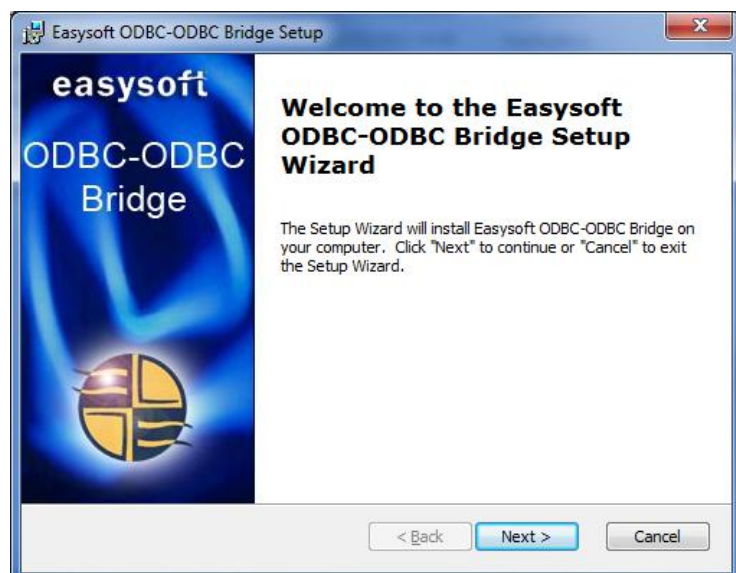 Easysoft ODBC-ODBC Bridge Setup
easysoft
ODBC-ODBC
Bridge
Welcome to the Easysoft
ODBC-ODBC Bridge Setup
Wizard
The Setup Wizard will install Easysoft ODBC-ODBC Bridge on
your computer. Click "Next" to continue or "Cancel" to exit
the Setup Wizard.
< Back Next > Cancel